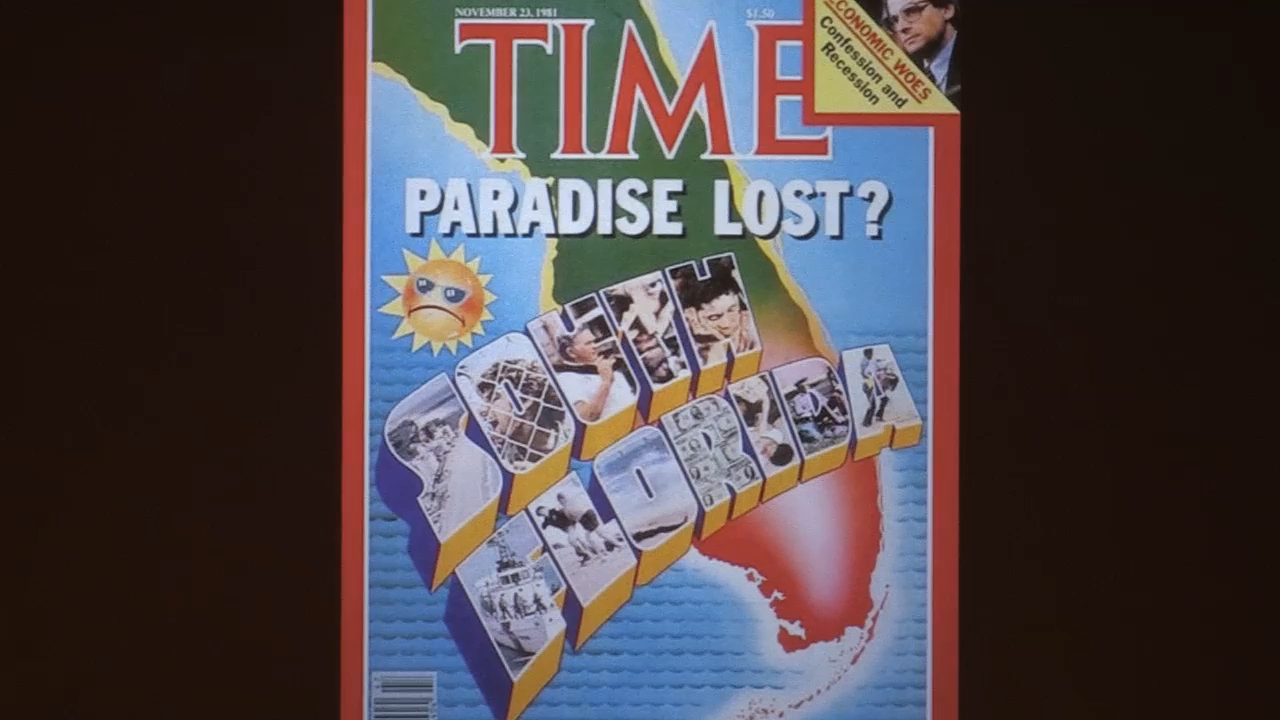 NOVEMBER 23, 1981
$1.50
TIME
ECONOMIC WOES
Confession and
Recession
PARADISE LOST?
SOUTH
FLORIDA